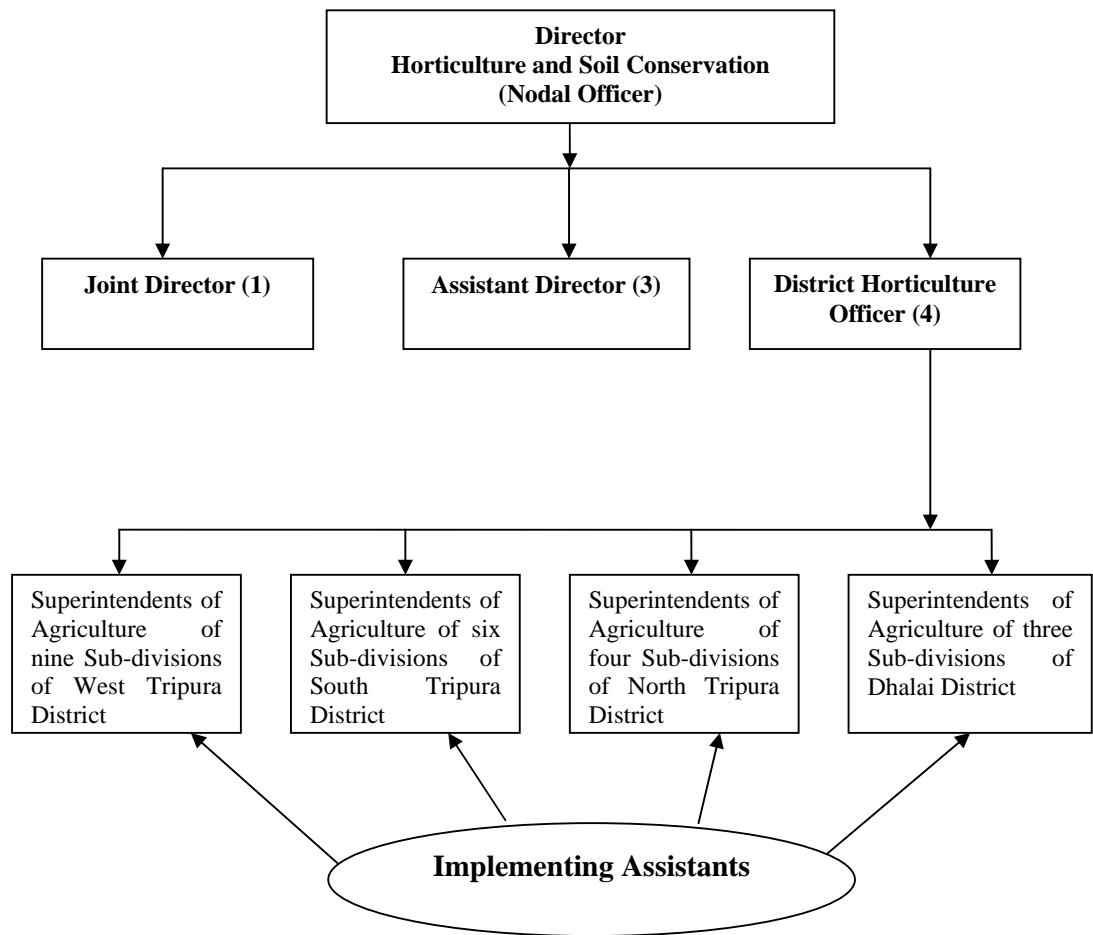 Director
Horticulture and Soil Conservation
(Nodal Officer)
Joint Director (1)
Assistant Director (3)
District Horticulture
Officer (4)
Superintendents of
Agriculture of
nine Sub-divisions
of West Tripura
District
Superintendents of
Agriculture of six
Sub-divisions of
South Tripura
District
Superintendents of
Agriculture of
four Sub-divisions
of North Tripura
District
Superintendents of
Agriculture of three
Sub-divisions of
Dhalai District
Implementing Assistants